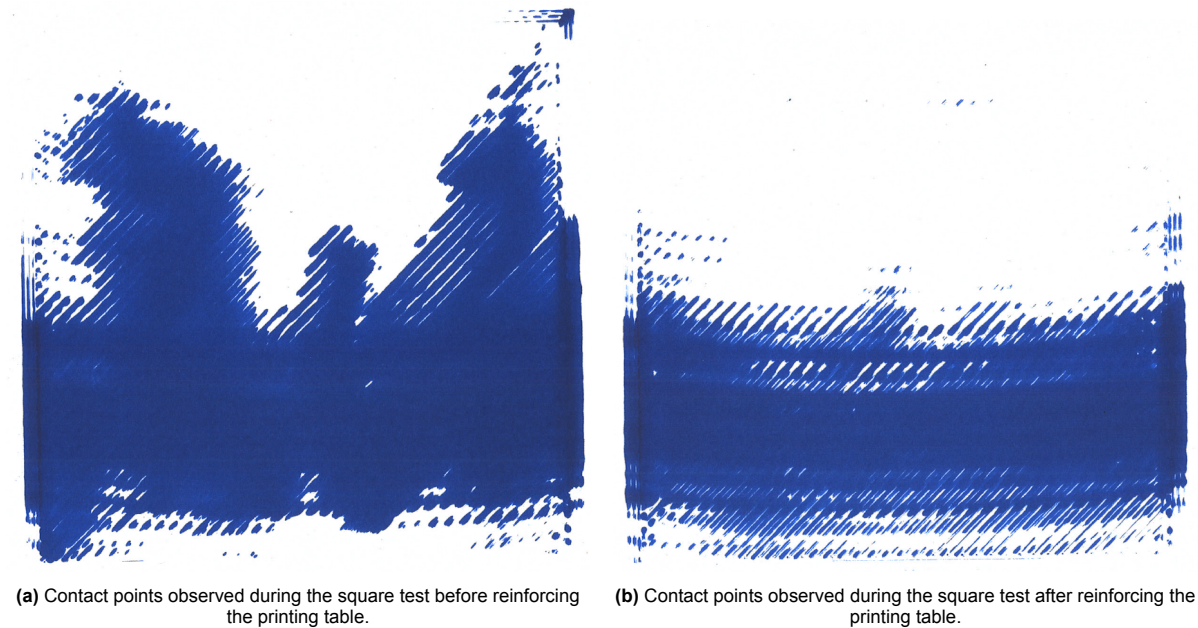 (a) Contact points observed during the square test before reinforcing
the printing table.
(b) Contact points observed during the square test after reinforcing the
printing table.